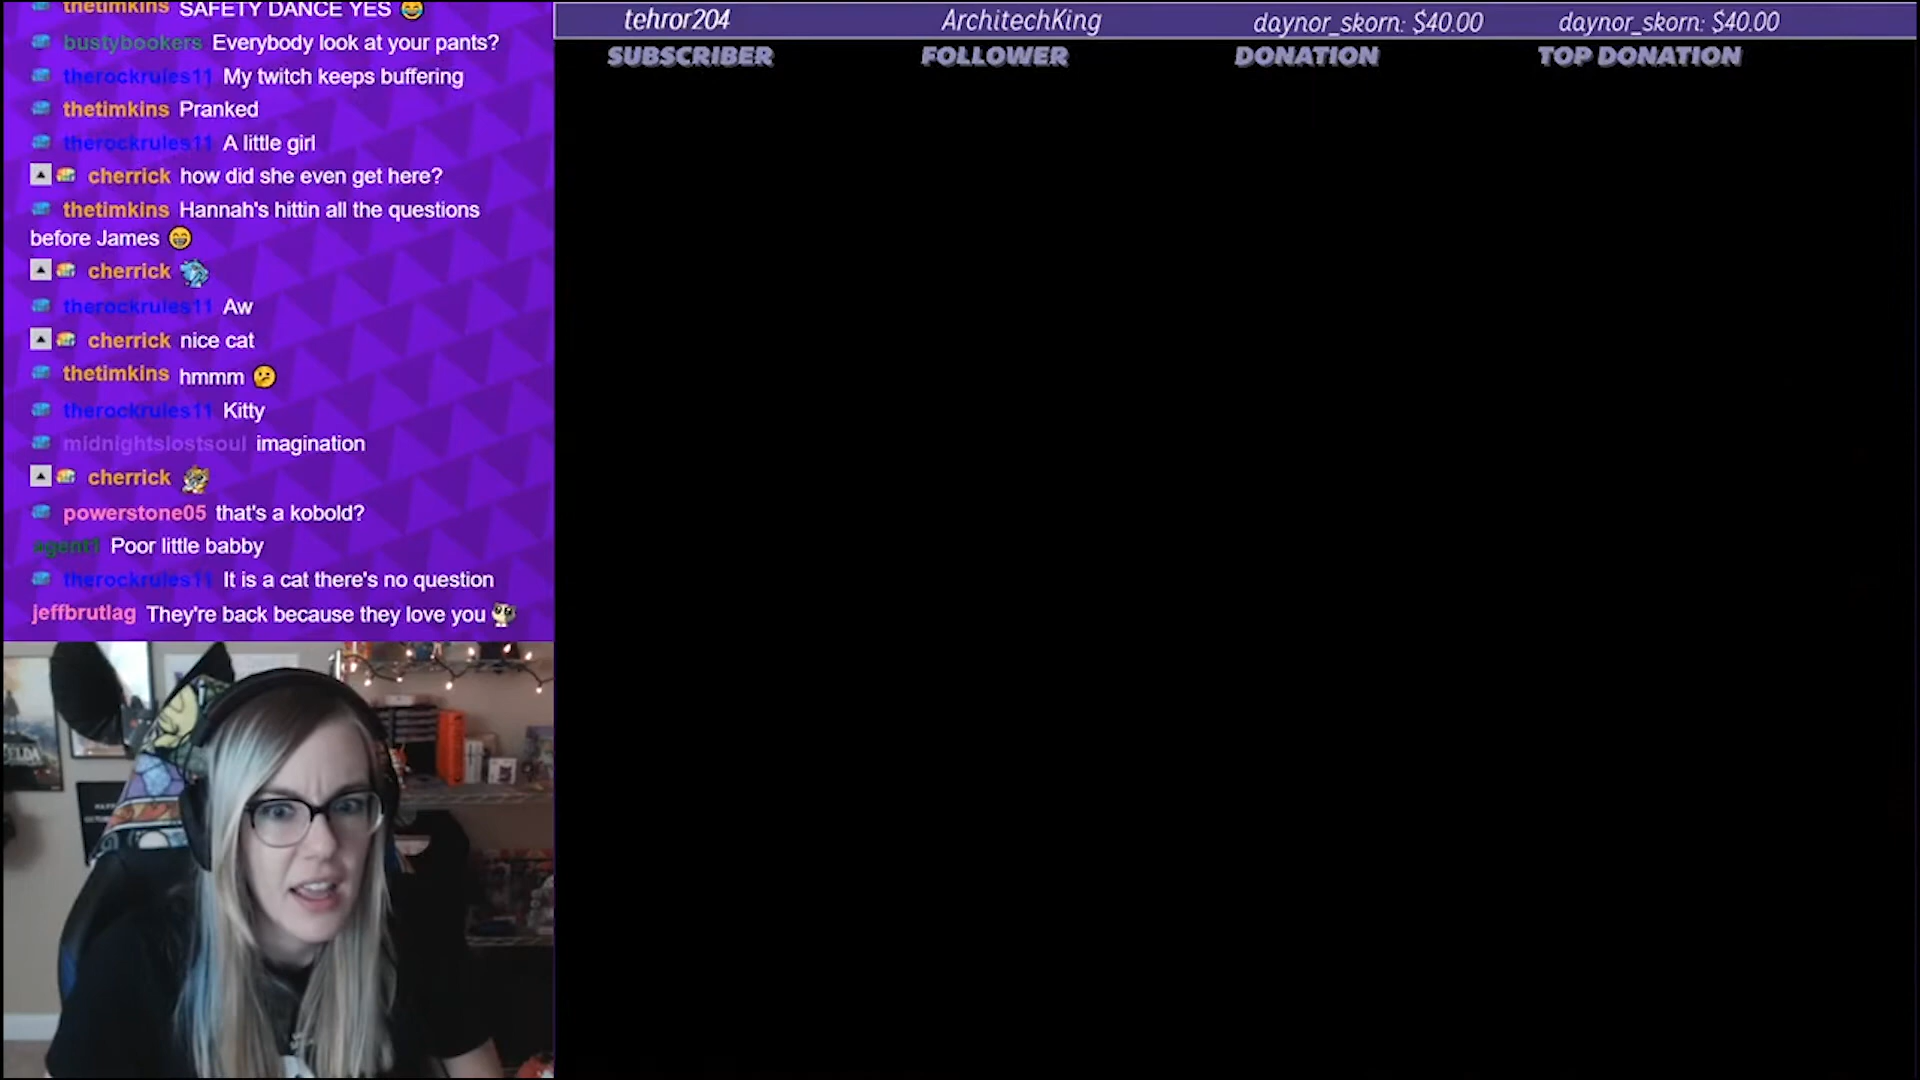 thetimkins SAFETY DANCE YES
bustybookers Everybody look at your pants?
therockrules11 My twitch keeps buffering
thetimkins Pranked
therockrules11 A little girl
cherrick how did she even get here?
thetimkins Hannah's hittin all the questions
before James
cherrick
therockrules11 Aw
cherrick nice cat
thetimkins hmmm
therockrules11 Kitty
midnightslostsoul imagination
cherrick
powerstone05 that's a kobold?
agent1 Poor little babby
therockrules11 It is a cat there's no question
jeffbrutlag They're back because they love you
tehror204 ArchitechKing daynor_skorn: $40.00 daynor_skorn: $40.00
SUBSCRIBER FOLLOWER DONATION TOP DONATION